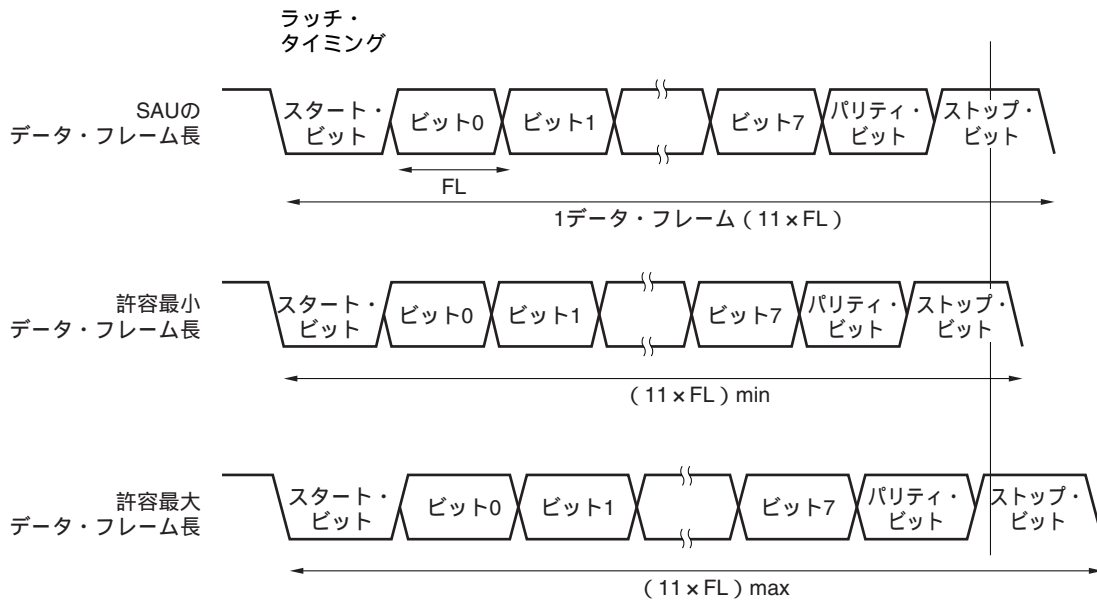 ラッチ・
タイミング
SAUの
データ・フレーム長
スタート・
ビット
ビット0
ビット1
ビット7
パリティ・
ビット
ストップ・
ビット
FL
1データ・フレーム(11×FL)
許容最小
データ・フレーム長
スタート・
ビット
ビット0
ビット1
ビット7
パリティ・
ビット
ストップ・
ビット
(11×FL)min
許容最大
データ・フレーム長
スタート・
ビット
ビット0
ビット1
ビット7
パリティ・
ビット
ストップ・
ビット
(11×FL)max